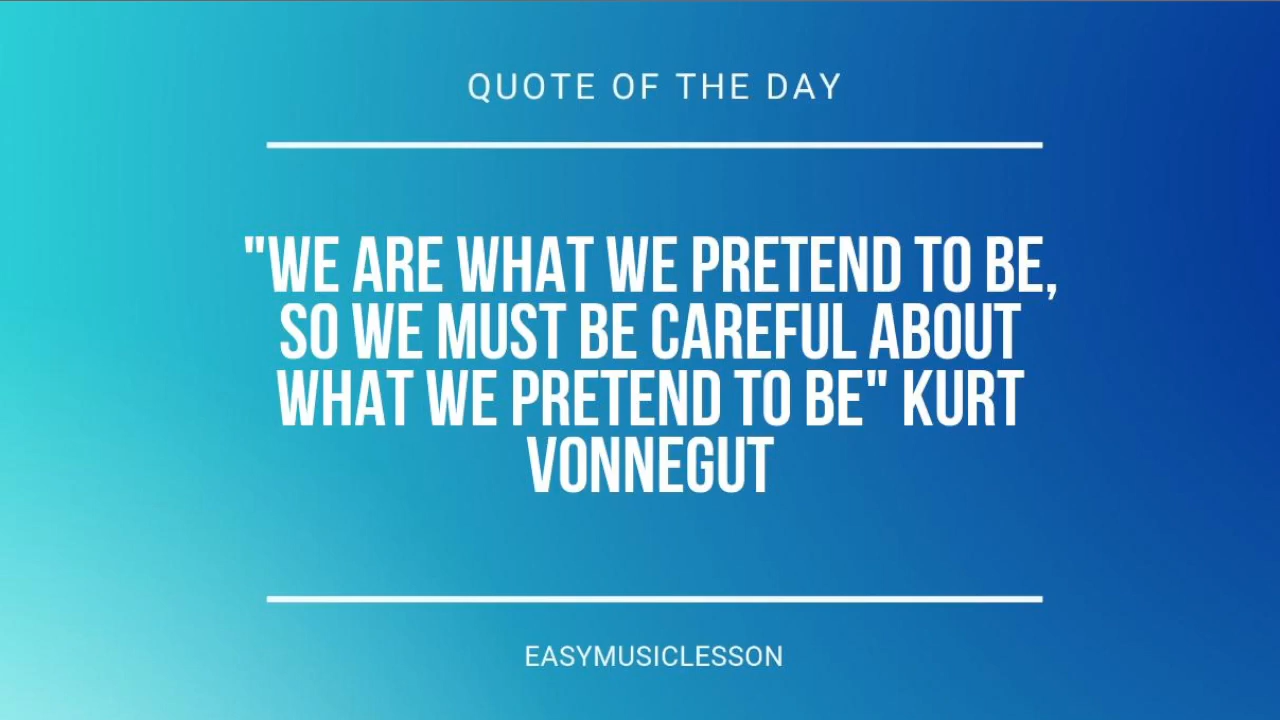 QUOTE OF THE DAY
"WE ARE WHAT WE PRETEND TO BE,
SO WE MUST BE CAREFUL ABOUT
WHAT WE PRETEND TO BE" KURT
VONNEGUT
EASYMUSICLESSON